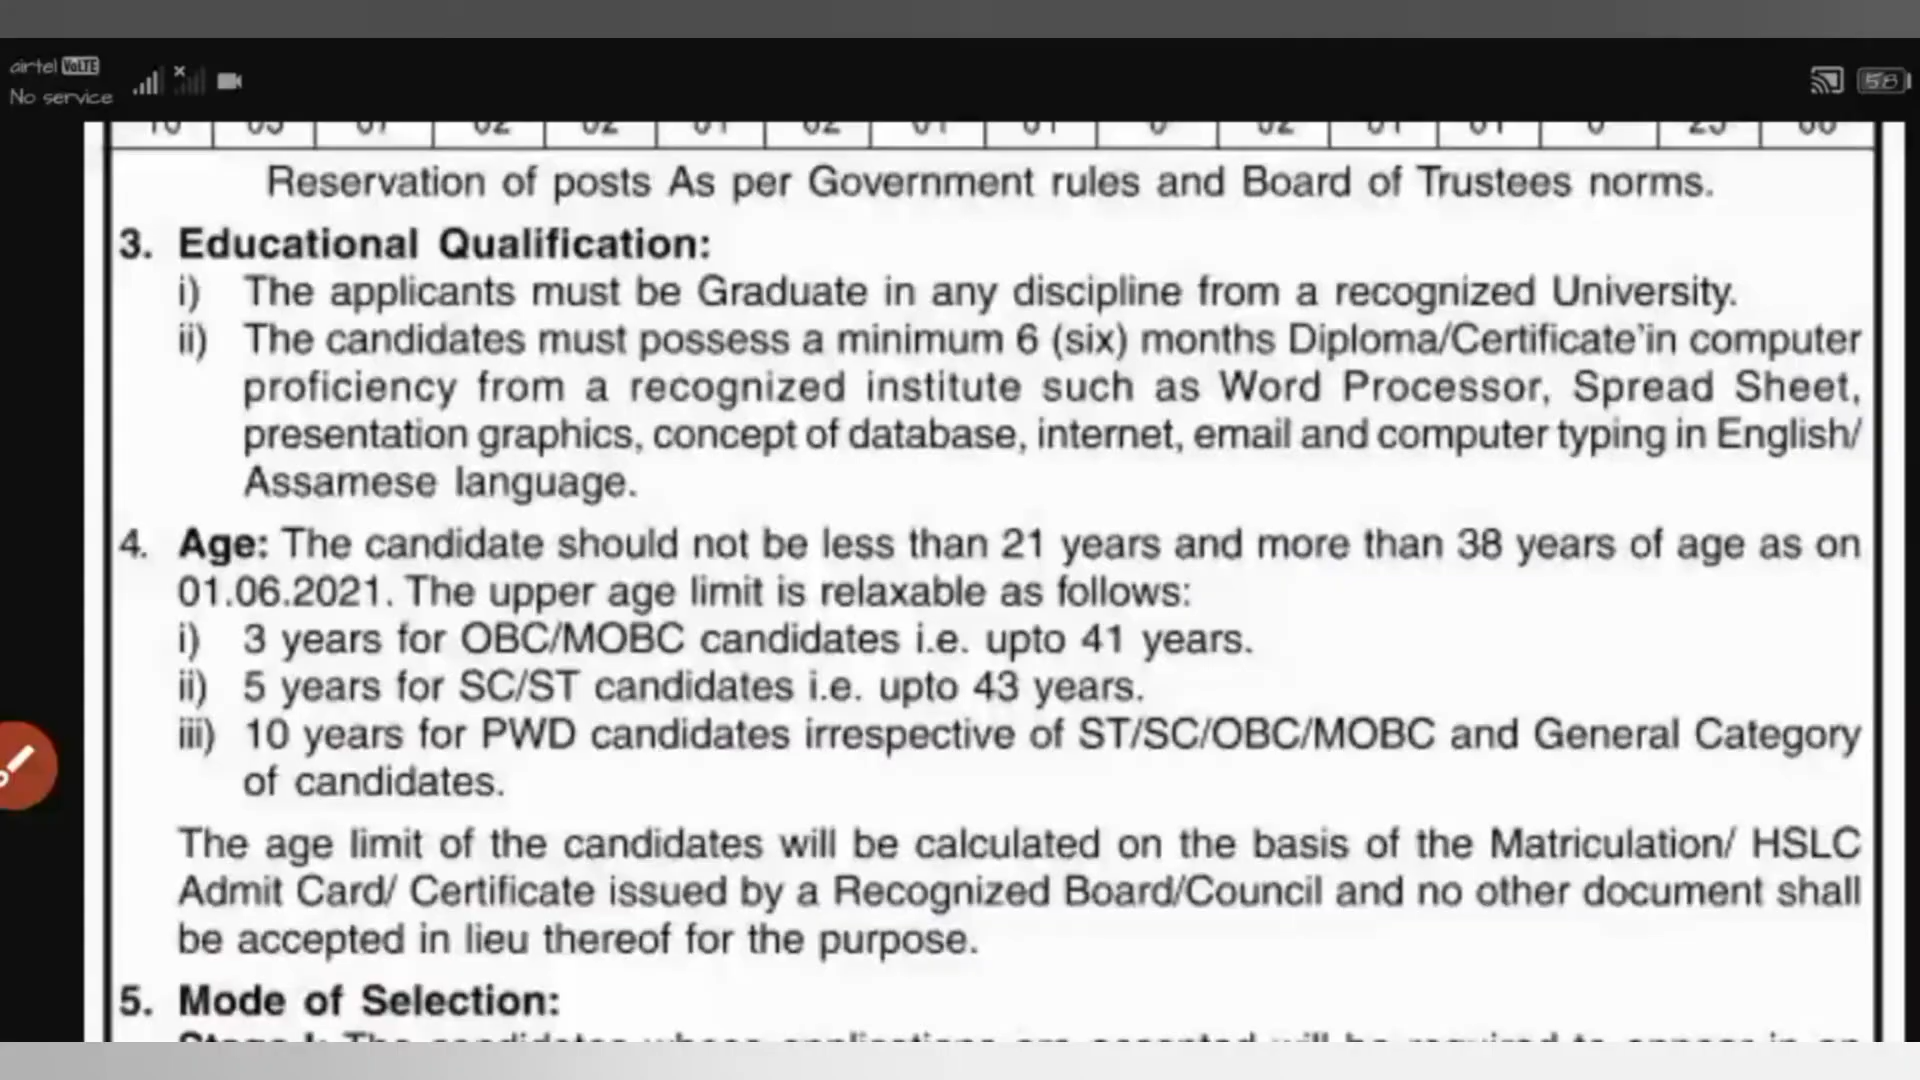 airtel VoLTE
No service
58
Reservation of posts As per Government rules and Board of Trustees norms.
3. Educational Qualification:
i) The applicants must be Graduate in any discipline from a recognized University.
ii) The candidates must possess a minimum 6 (six) months Diploma/Certificate'in computer
proficiency from a recognized institute such as Word Processor, Spread Sheet,
presentation graphics, concept of database, internet, email and computer typing in English/
Assamese language.
4. Age: The candidate should not be less than 21 years and more than 38 years of age as on
01.06.2021. The upper age limit is relaxable as follows:
i) 3 years for OBC/MOBC candidates i.e. upto 41 years.
ii) 5 years for SC/ST candidates i.e. upto 43 years.
iii) 10 years for PWD candidates irrespective of ST/SC/OBC/MOBC and General Category
of candidates.
The age limit of the candidates will be calculated on the basis of the Matriculation/ HSLC
Admit Card/ Certificate issued by a Recognized Board/Council and no other document shall
be accepted in lieu thereof for the purpose.
5. Mode of Selection: